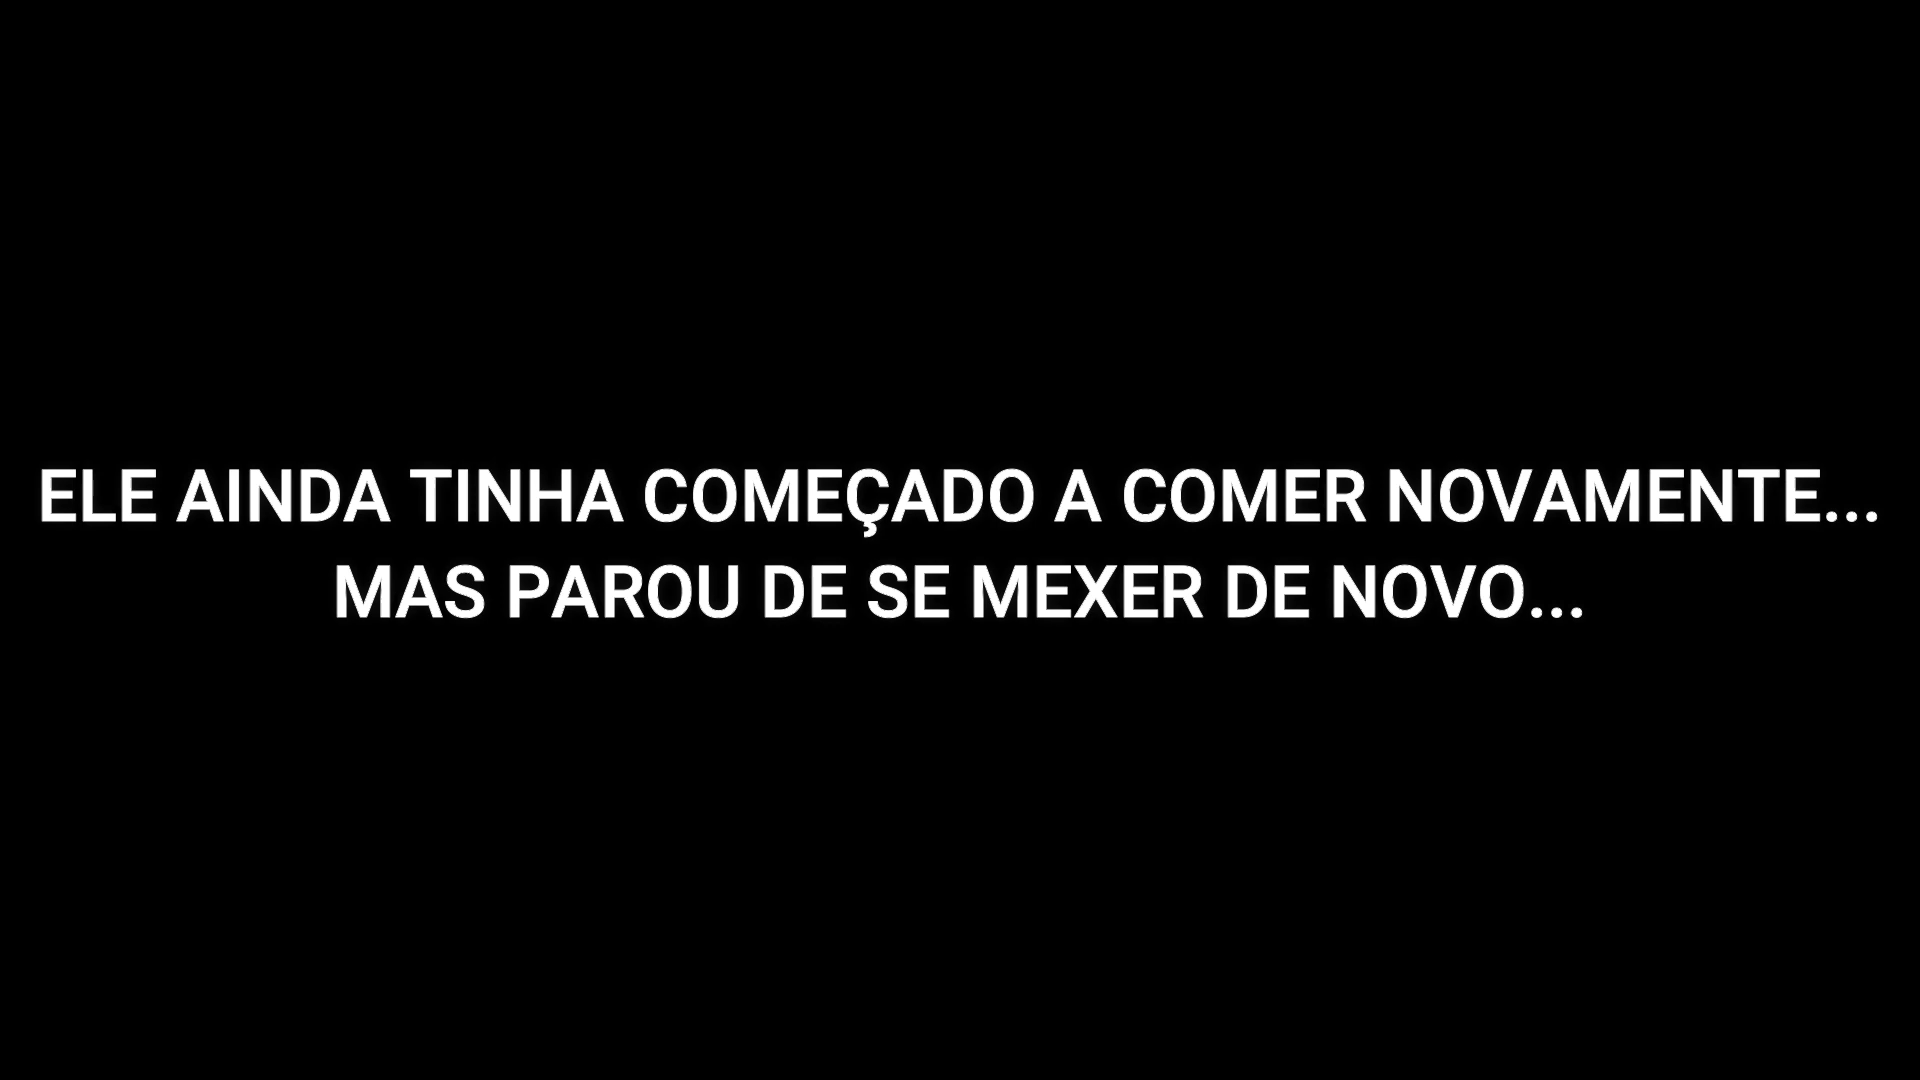 ELE AINDA TINHA COMEÇADO A COMER NOVAMENTE...
MAS PAROU DE SE MEXER DE NOVO...